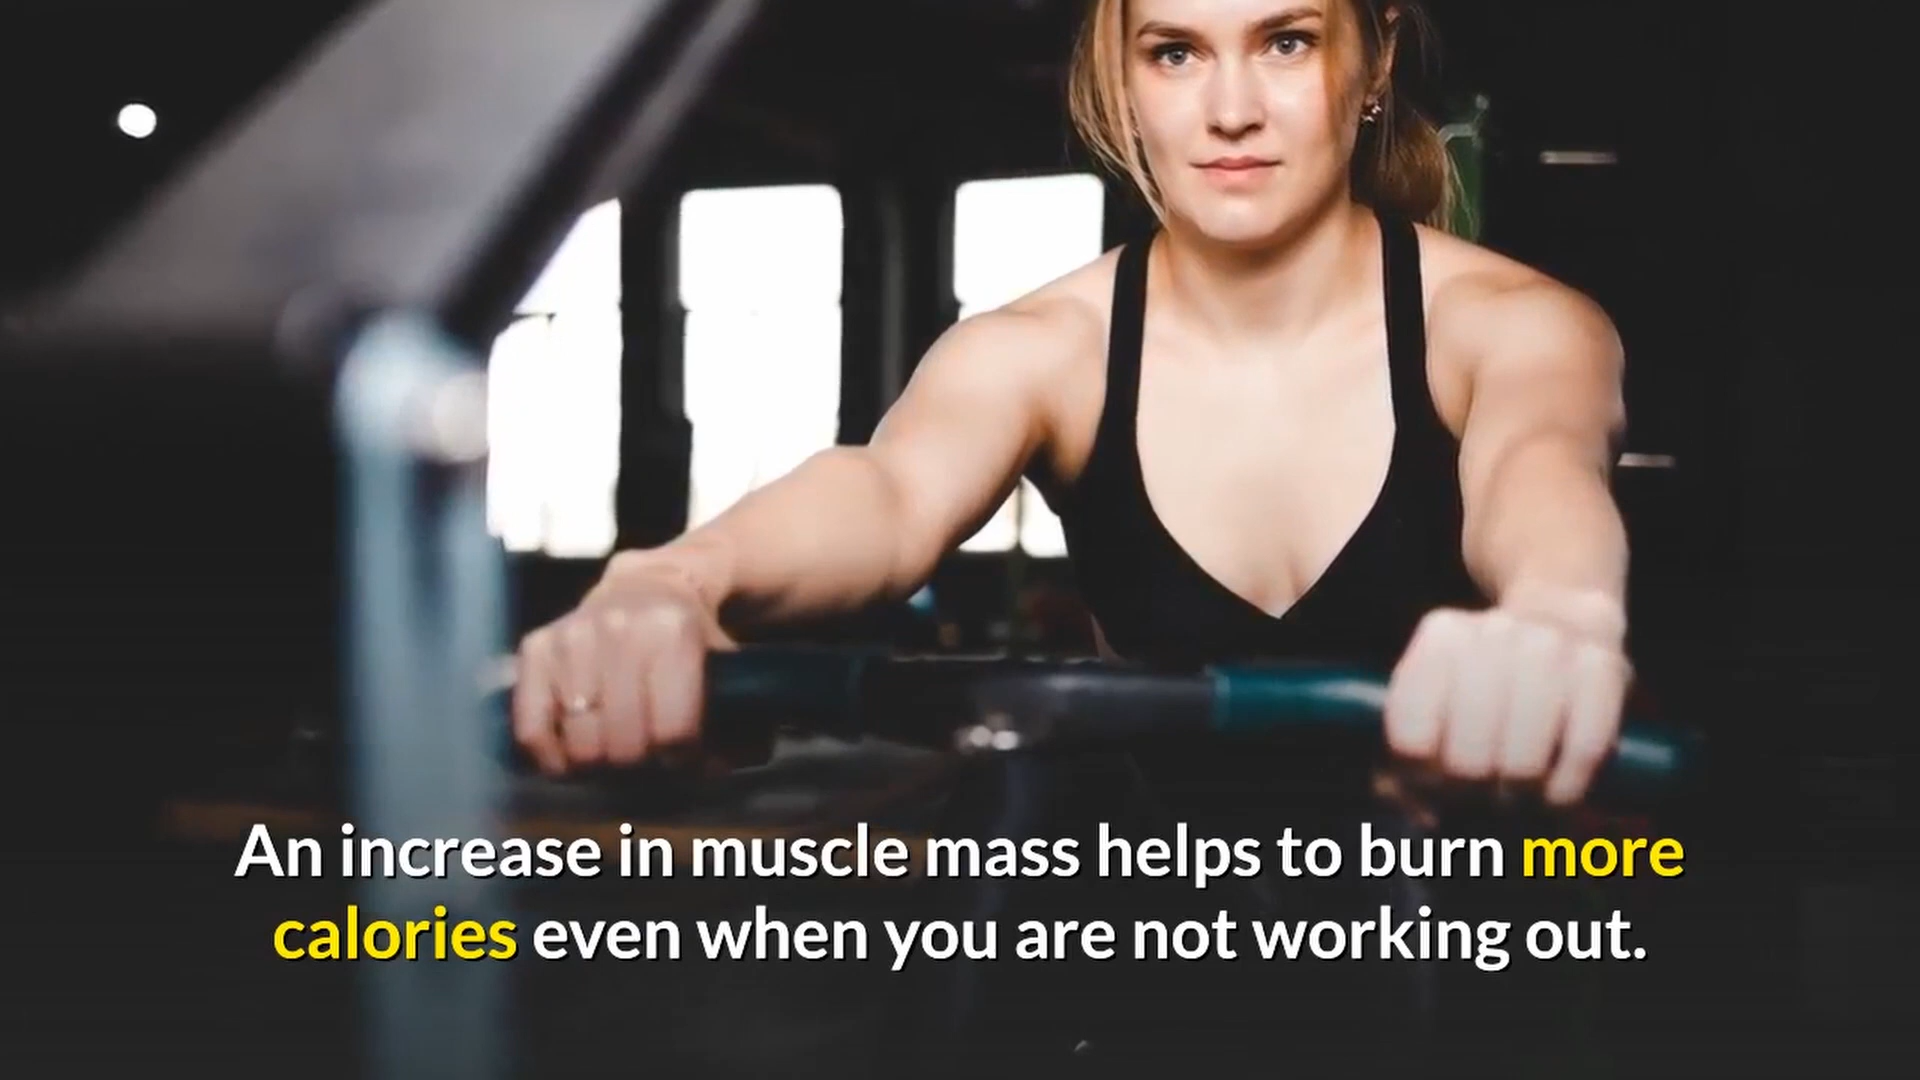 An increase in muscle mass helps to burn more
calories even when you are not working out.